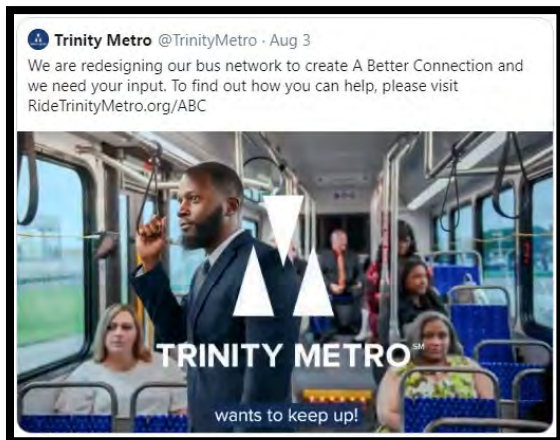 Trinity Metro @TrinityMetro · Aug 3
We are redesigning our bus network to create A Better Connection and
we need your input. To find out how you can help, please visit
RideTrinityMetro.org/ABC
TRINITY METRO℠
wants to keep up!